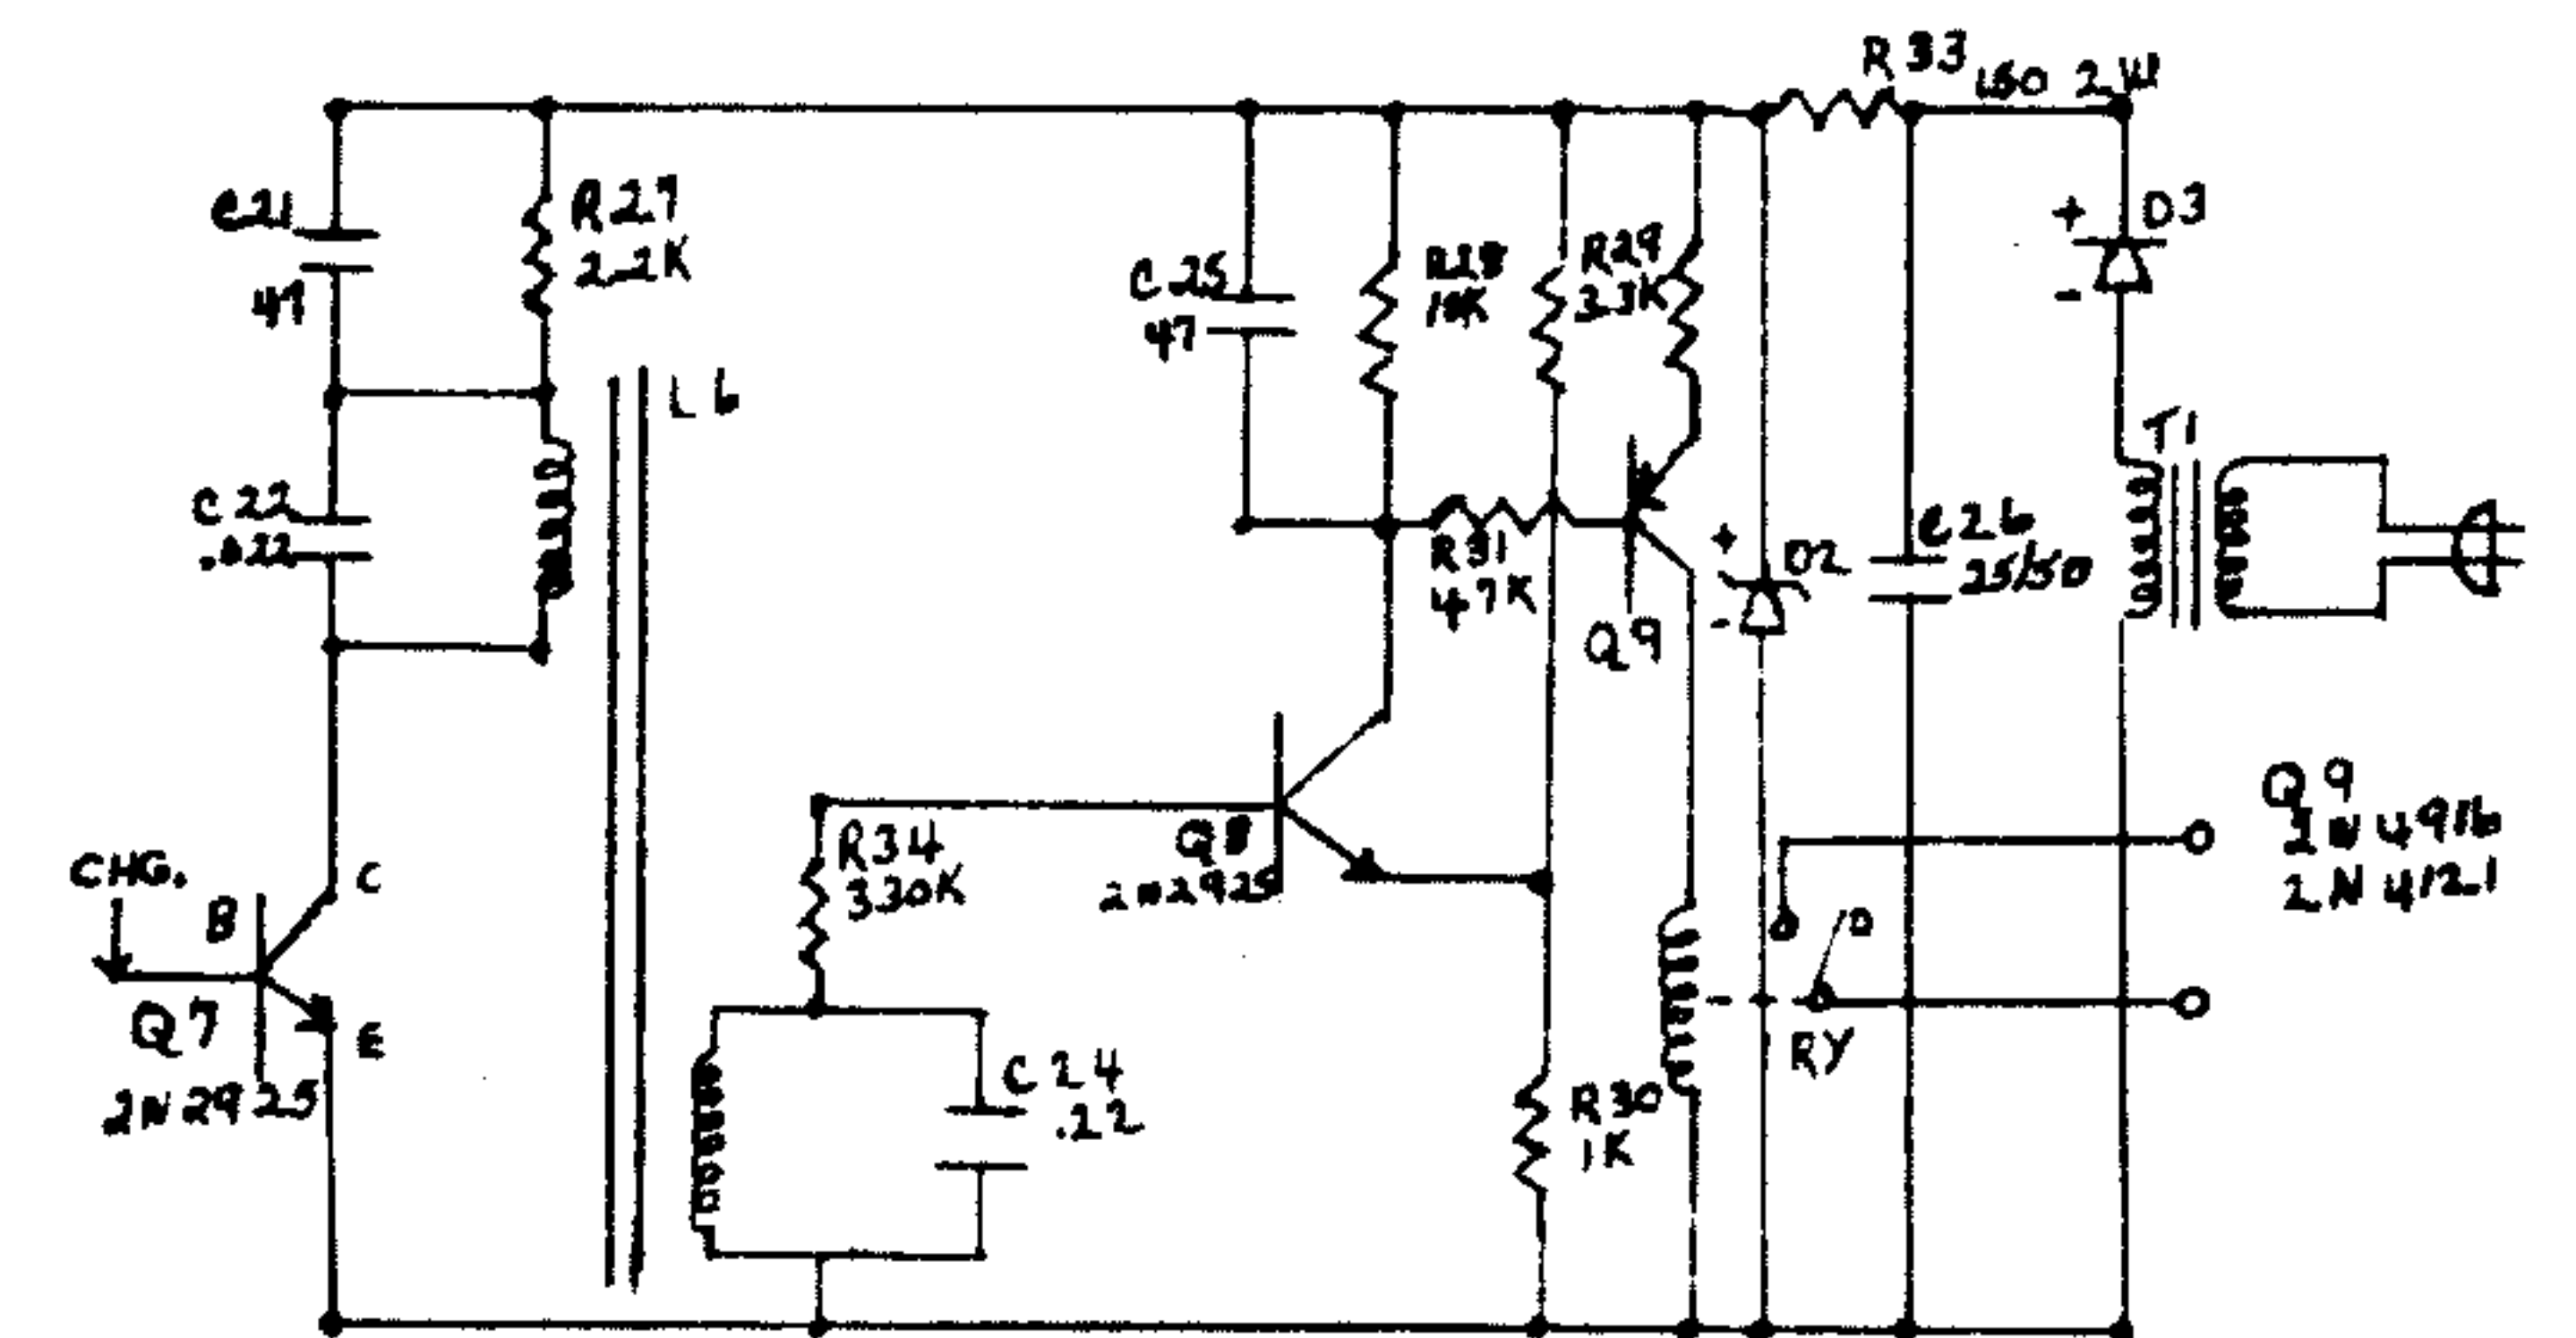 R33 150 2W
C21
47
R27
2.2K
+ D3
-
C25
47
R28
R29
3.3K
L6
T1
C22
.022
R31
47K
Q9
+ D2
-
C26
25/50
Q8
2N2925
R34
330K
CHG.
B
C
E
Q7
2N2925
C24
.22
R30
1K
RY
Q9
2N4916
2N4121